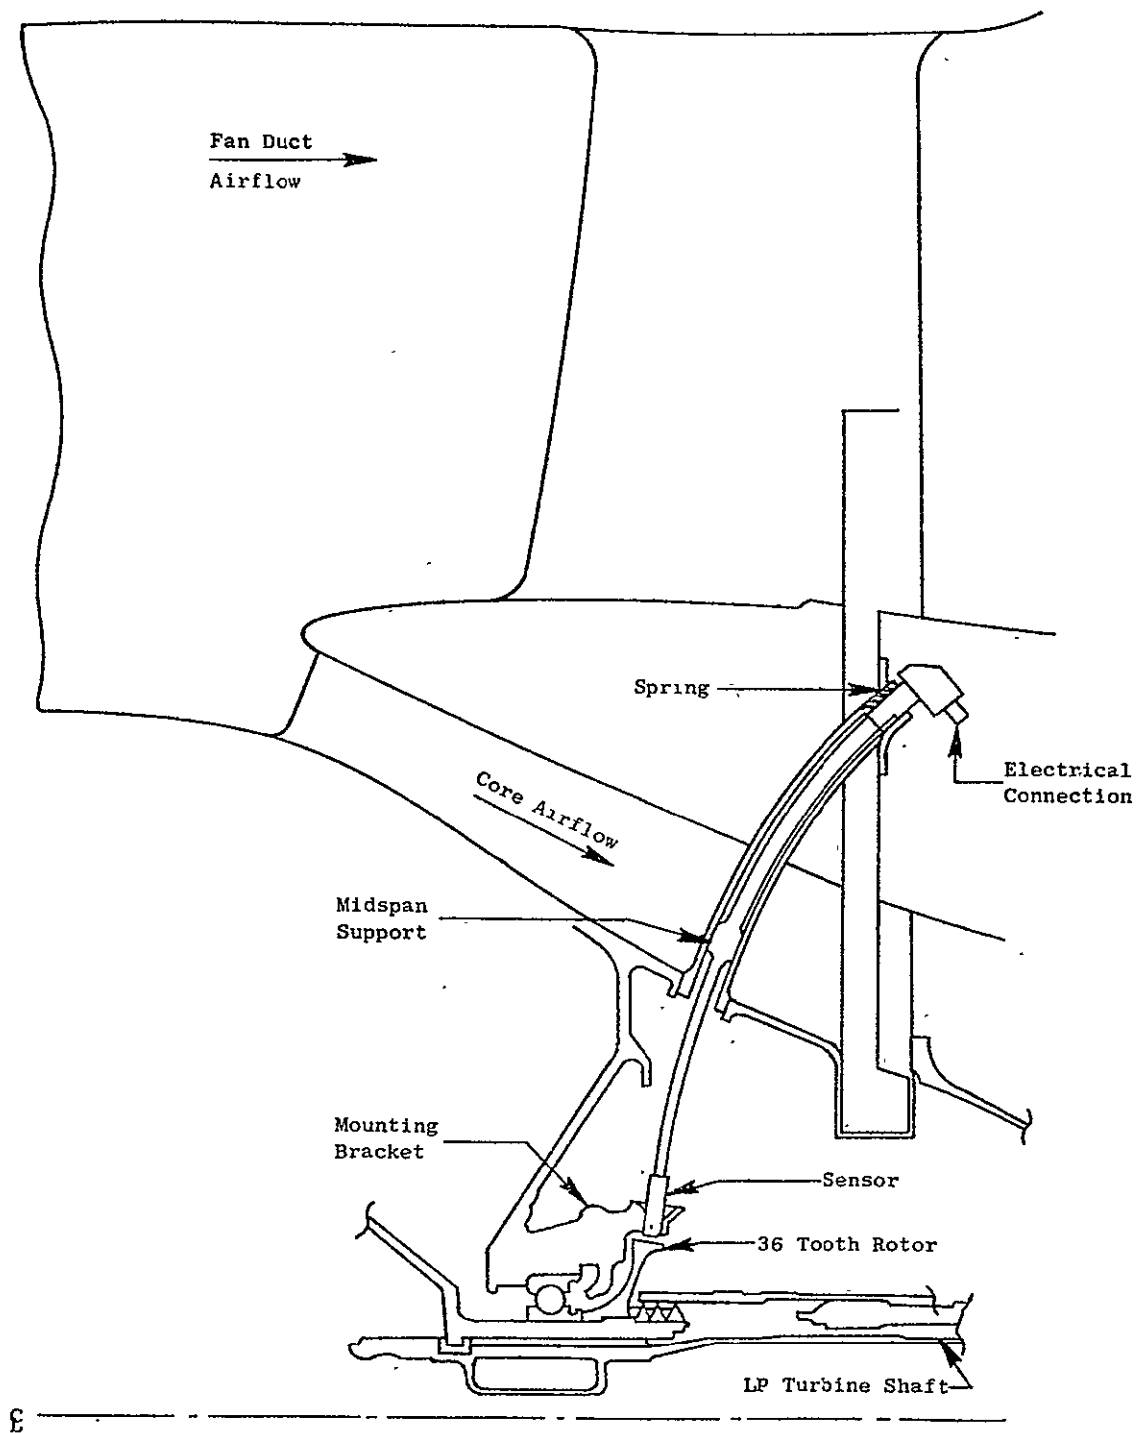 Fan Duct
Airflow
Spring
Electrical
Connection
Core Airflow
Midspan
Support
Mounting
Bracket
Sensor
36 Tooth Rotor
LP Turbine Shaft
℄